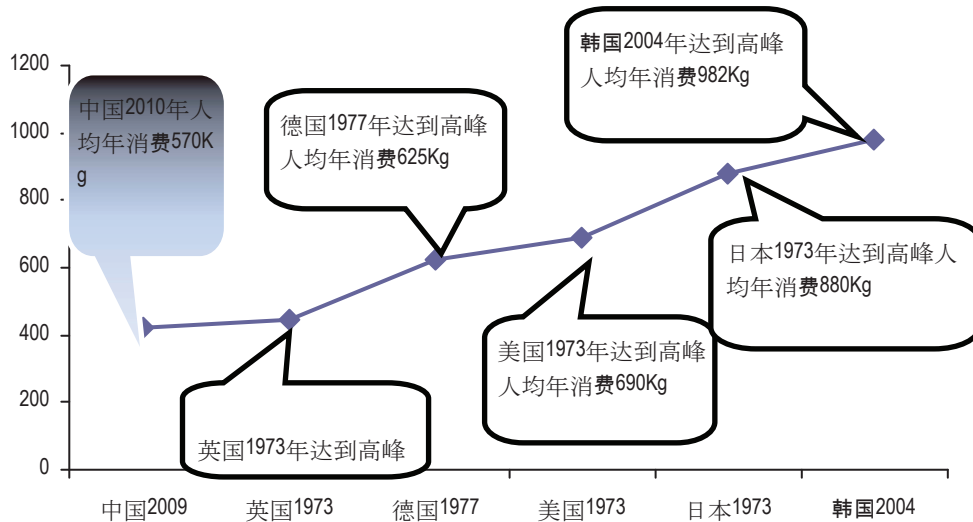 韩国2004年达到高峰
人均年消费982Kg
1200
1000
800
600
400
200
0
中国2010年人
均年消费570K
g
德国1977年达到高峰
人均年消费625Kg
日本1973年达到高峰人
均年消费880Kg
美国1973年达到高峰
人均年消费690Kg
英国1973年达到高峰
中国2009
英国1973
德国1977
美国1973
日本1973
韩国2004